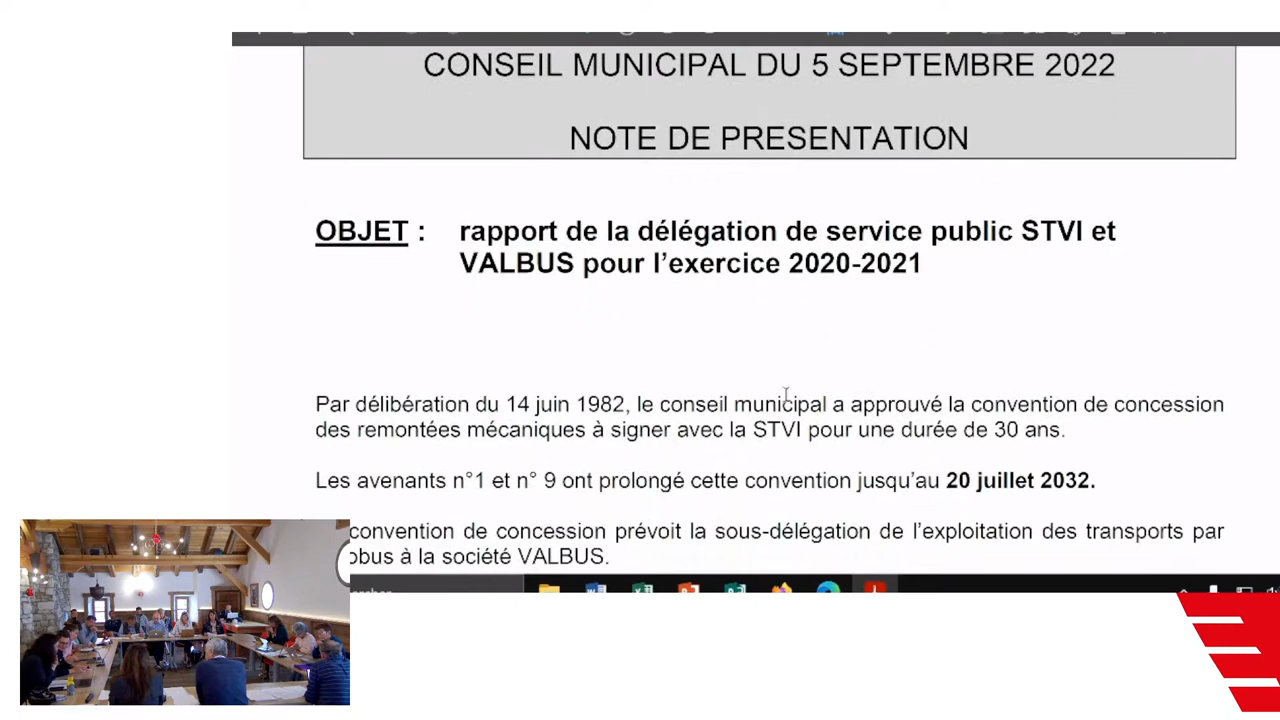 CONSEIL MUNICIPAL DU 5 SEPTEMBRE 2022
NOTE DE PRESENTATION
OBJET : rapport de la délégation de service public STVI et
VALBUS pour l'exercice 2020-2021
Par délibération du 14 juin 1982, le conseil municipal a approuvé la convention de concession
des remontées mécaniques à signer avec la STVI pour une durée de 30 ans.
Les avenants n°1 et n° 9 ont prolongé cette convention jusqu'au 20 juillet 2032.
convention de concession prévoit la sous-délégation de l'exploitation des transports par
obus à la société VALBUS.